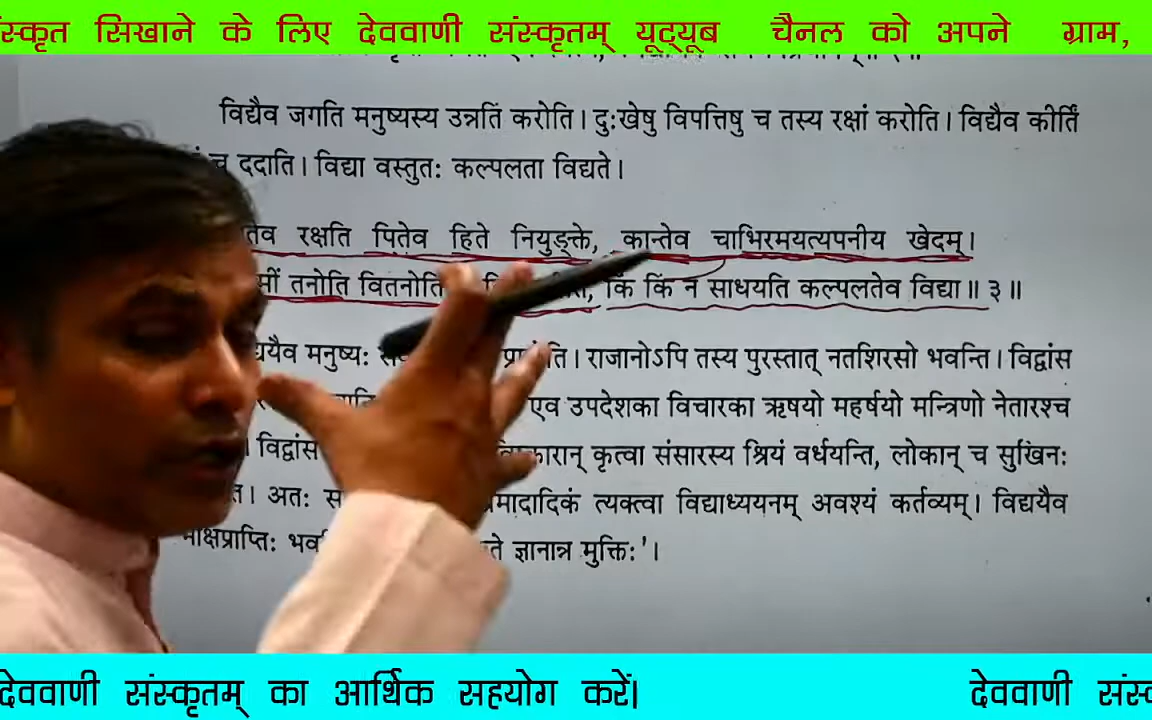 सिखाने के लिए देववाणी संस्कृतम् यूट्यूब चैनल को अपने ग्राम,
विद्यैव जगति मनुष्यस्य उन्नतिं करोति। दुःखेषु विपत्तिषु च तस्य रक्षां करोति। विद्यैव कीर्तिं
च ददाति। विद्या वस्तुतः कल्पलता विद्यते।
रक्षति पितेव हिते नियुङ्क्ते, कान्तेव चाभिरमयत्यपनीय खेदम्।
तनोति वितनोति किं किं न साधयति कल्पलतेव विद्या॥ ३॥
मनुष्यः राजानोऽपि तस्य पुरस्तात् नतशिरसो भवन्ति। विद्वांस
एव उपदेशका विचारका ऋषयो महर्षयो मन्त्रिणो नेतारश्च
। विद्वांस कृत्वा संसारस्य श्रियं वर्धयन्ति, लोकान् च सुखिनः
। अतः त्यक्त्वा विद्याध्ययनम् अवश्यं कर्तव्यम्। विद्ययैव
ज्ञानान्न मुक्तिः'।
देववाणी संस्कृतम् का आर्थिक सहयोग करें। देववाणी